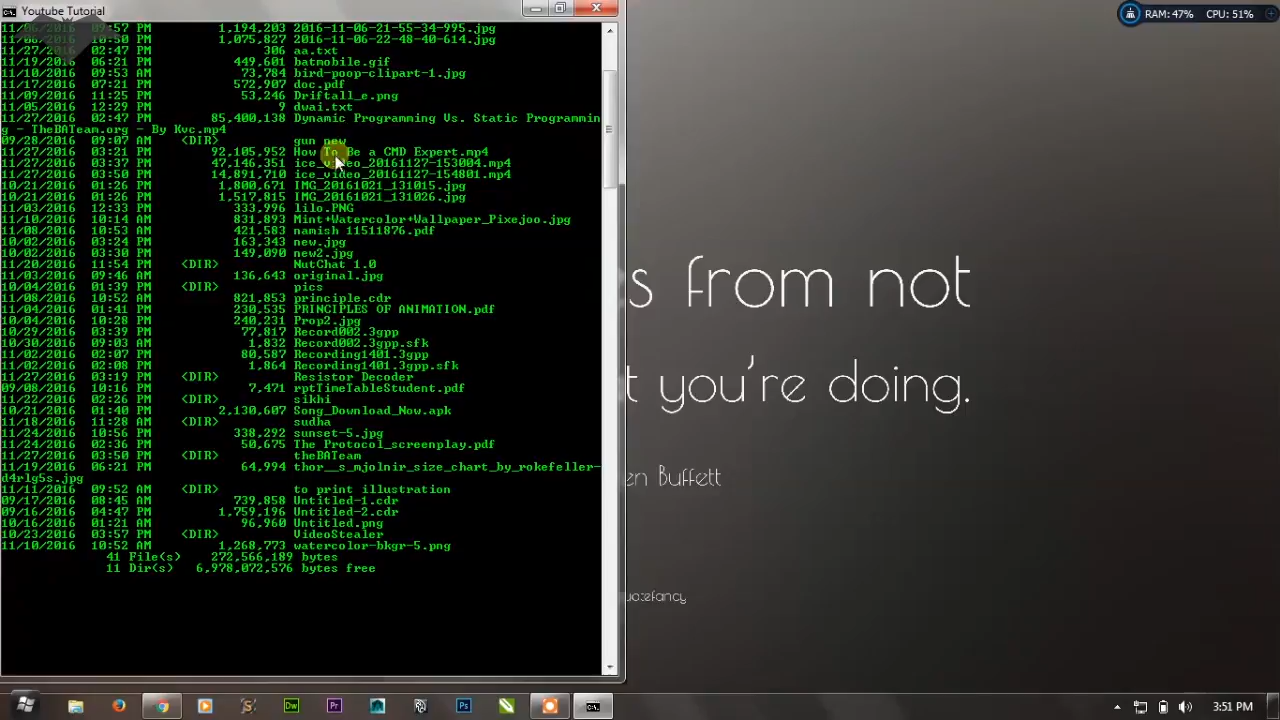 Youtube Tutorial
RAM: 47% CPU: 51%
11/06/2016 09:57 PM 1,194,203 2016-11-06-21-55-34-995.jpg
11/06/2016 10:50 PM 1,075,827 2016-11-06-22-48-40-614.jpg
11/27/2016 02:47 PM 306 aa.txt
11/19/2016 06:21 PM 449,601 batmobile.gif
11/10/2016 09:53 AM 73,784 bird-poop-clipart-1.jpg
11/17/2016 07:21 PM 572,907 doc.pdf
11/09/2016 11:25 PM 53,246 Driftall_e.png
11/05/2016 12:29 PM 9 dwai.txt
11/27/2016 02:47 PM 85,400,138 Dynamic Programming Vs. Static Programmin
g - TheBATeam.org - By Kvc.mp4
09/28/2016 09:07 AM <DIR> gun new
11/27/2016 03:21 PM 92,105,952 How To Be a CMD Expert.mp4
11/27/2016 03:37 PM 47,146,351 ice_video_20161127-153004.mp4
11/27/2016 03:50 PM 14,891,710 ice_video_20161127-154801.mp4
10/21/2016 01:26 PM 1,800,671 IMG_20161021_131015.jpg
10/21/2016 01:26 PM 1,517,815 IMG_20161021_131026.jpg
11/03/2016 12:33 PM 333,996 lilo.PNG
11/10/2016 10:14 AM 831,893 Mint+Watercolor+Wallpaper_Pixejoo.jpg
11/08/2016 10:53 AM 421,583 namish 11511876.pdf
10/02/2016 03:24 PM 163,343 new.jpg
10/02/2016 03:30 PM 149,090 new2.jpg
11/20/2016 11:54 PM <DIR> NutChat 1.0
11/03/2016 09:46 AM 136,643 original.jpg
10/04/2016 01:39 PM <DIR> pics
11/08/2016 10:52 AM 821,853 principle.cdr
11/04/2016 01:41 PM 230,535 PRINCIPLES OF ANIMATION.pdf
10/04/2016 10:28 PM 240,231 Prop2.jpg
10/29/2016 03:39 PM 77,817 Record002.3gpp
10/30/2016 09:03 AM 1,832 Record002.3gpp.sfk
11/02/2016 02:07 PM 80,587 Recording1401.3gpp
11/02/2016 02:08 PM 1,864 Recording1401.3gpp.sfk
11/27/2016 03:19 PM <DIR> Resistor Decoder
09/08/2016 10:16 PM 7,471 rptTimeTableStudent.pdf
11/22/2016 02:26 PM <DIR> sikhi
10/21/2016 01:40 PM 2,130,607 Song_Download_Now.apk
11/18/2016 11:28 AM <DIR> sudha
11/24/2016 10:56 PM 338,292 sunset-5.jpg
11/24/2016 02:36 PM 50,675 The Protocol_screenplay.pdf
11/27/2016 03:50 PM <DIR> theBATeam
11/19/2016 06:21 PM 64,994 thor__s_mjolnir_size_chart_by_rokefeller-
d4rlg5s.jpg
11/11/2016 09:52 AM <DIR> to print illustration
09/17/2016 08:45 AM 739,858 Untitled-1.cdr
09/16/2016 04:47 PM 1,759,196 Untitled-2.cdr
10/16/2016 01:21 AM 96,960 Untitled.png
10/23/2016 03:57 PM <DIR> VideoStealer
11/10/2016 10:52 AM 1,268,773 watercolor-bkgr-5.png
41 File(s) 272,566,189 bytes
11 Dir(s) 6,978,072,576 bytes free
s from not
t you're doing.
en Buffett
uotefancy
Dw
Pr
Ps
3:51 PM